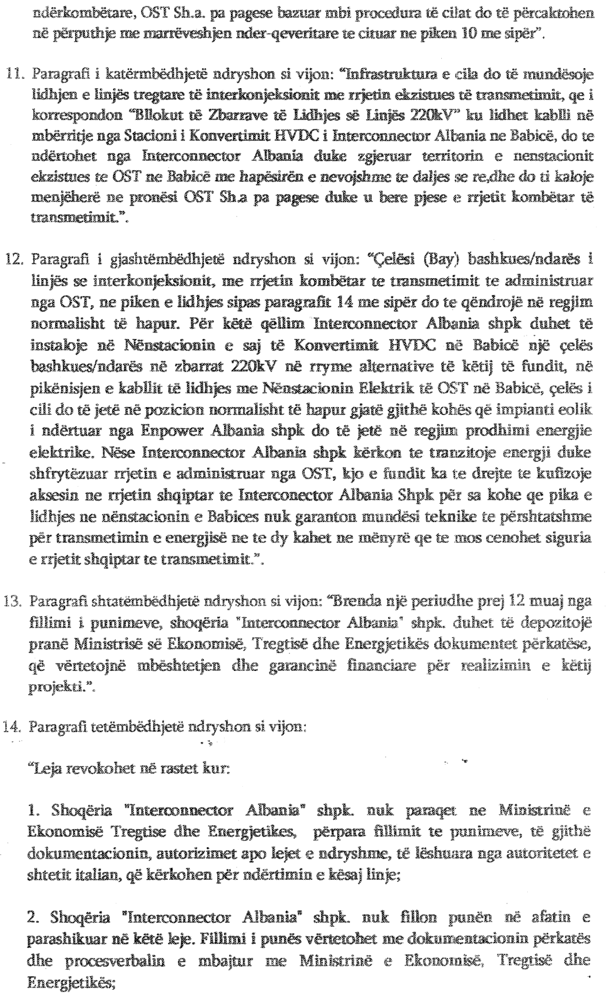 ndërkombëtare, OST Sh.a. pa pagese bazuar mbi procedura të cilat do të përcaktohen
në përputhje me marrëveshjen nder-qeveritare te cituar ne piken 10 me sipër”.
11. Paragrafi i katërmbëdhjetë ndryshon si vijon: “Infrastruktura e cila do të mundësoje
lidhjen e linjës tregtare të interkonjeksionit me rrjetin ekzistues të transmetimit, qe i
korrespondon “Bllokut të Zbarrave të Lidhjes së Linjës 220kV” ku lidhet kablli në
mbërritje nga Stacioni i Konvertimit HVDC i Interconnector Albania ne Babicë, do te
ndërtohet nga Interconnector Albania duke zgjeruar territorin e nenstacionit
ekzistues te OST ne Babicë me hapësirën e nevojshme te daljes se re,dhe do ti kaloje
menjëherë ne pronësi OST Sh.a pa pagese duke u bere pjese e rrjetit kombëtar të
transmetimit.”.
12. Paragrafi i gjashtëmbëdhjetë ndryshon si vijon: “Çelësi (Bay) bashkues/ndarës i
linjës se interkonjeksionit, me rrjetin kombëtar te transmetimit te administruar
nga OST, ne piken e lidhjes sipas paragrafit 14 me sipër do te qëndrojë në regjim
normalisht të hapur. Për këtë qëllim Interconnector Albania shpk duhet të
instaloje në Nënstacionin e saj të Konvertimit HVDC në Babicë një çelës
bashkues/ndarës në zbarrat 220kV në rryme alternative të këtij të fundit, në
pikënisjen e kabllit të lidhjes me Nënstacionin Elektrik të OST në Babicë, çelës i
cili do të jetë në pozicion normalisht të hapur gjatë gjithë kohës që impianti eolik
i ndërtuar nga Enpower Albania shpk do të jetë në regjim prodhimi energjie
elektrike. Nëse Interconnector Albania shpk kërkon te tranzitoje energji duke
shfrytëzuar rrjetin e administruar nga OST, kjo e fundit ka te drejte te kufizoje
aksesin ne rrjetin shqiptar te Interconector Albania Shpk për sa kohe qe pika e
lidhjes ne nënstacionin e Babices nuk garanton mundësi teknike te përshtatshme
për transmetimin e energjisë ne te dy kahet ne mënyrë qe te mos cenohet siguria
e rrjetit shqiptar te transmetimit.”.
13. Paragrafi shtatëmbëdhjetë ndryshon si vijon: “Brenda një periudhe prej 12 muaj nga
fillimi i punimeve, shoqëria "Interconnector Albania" shpk. duhet të depozitojë
pranë Ministrisë së Ekonomisë, Tregtisë dhe Energjetikës dokumentet përkatëse,
që vërtetojnë mbështetjen dhe garancinë financiare për realizimin e këtij
projekti.”.
14. Paragrafi tetëmbëdhjetë ndryshon si vijon:
“Leja revokohet në rastet kur:
1. Shoqëria "Interconnector Albania" shpk. nuk paraqet ne Ministrinë e
Ekonomisë Tregtise dhe Energjetikes, përpara fillimit te punimeve, të gjithë
dokumentacionin, autorizimet apo lejet e ndryshme, të lëshuara nga autoritetet e
shtetit italian, që kërkohen për ndërtimin e kësaj linje;
2. Shoqëria "Interconnector Albania" shpk. nuk fillon punën në afatin e
parashikuar në këtë leje. Fillimi i punës vërtetohet me dokumentacionin përkatës
dhe procesverbalin e mbajtur me Ministrinë e Ekonomisë, Tregtisë dhe
Energjetikës;